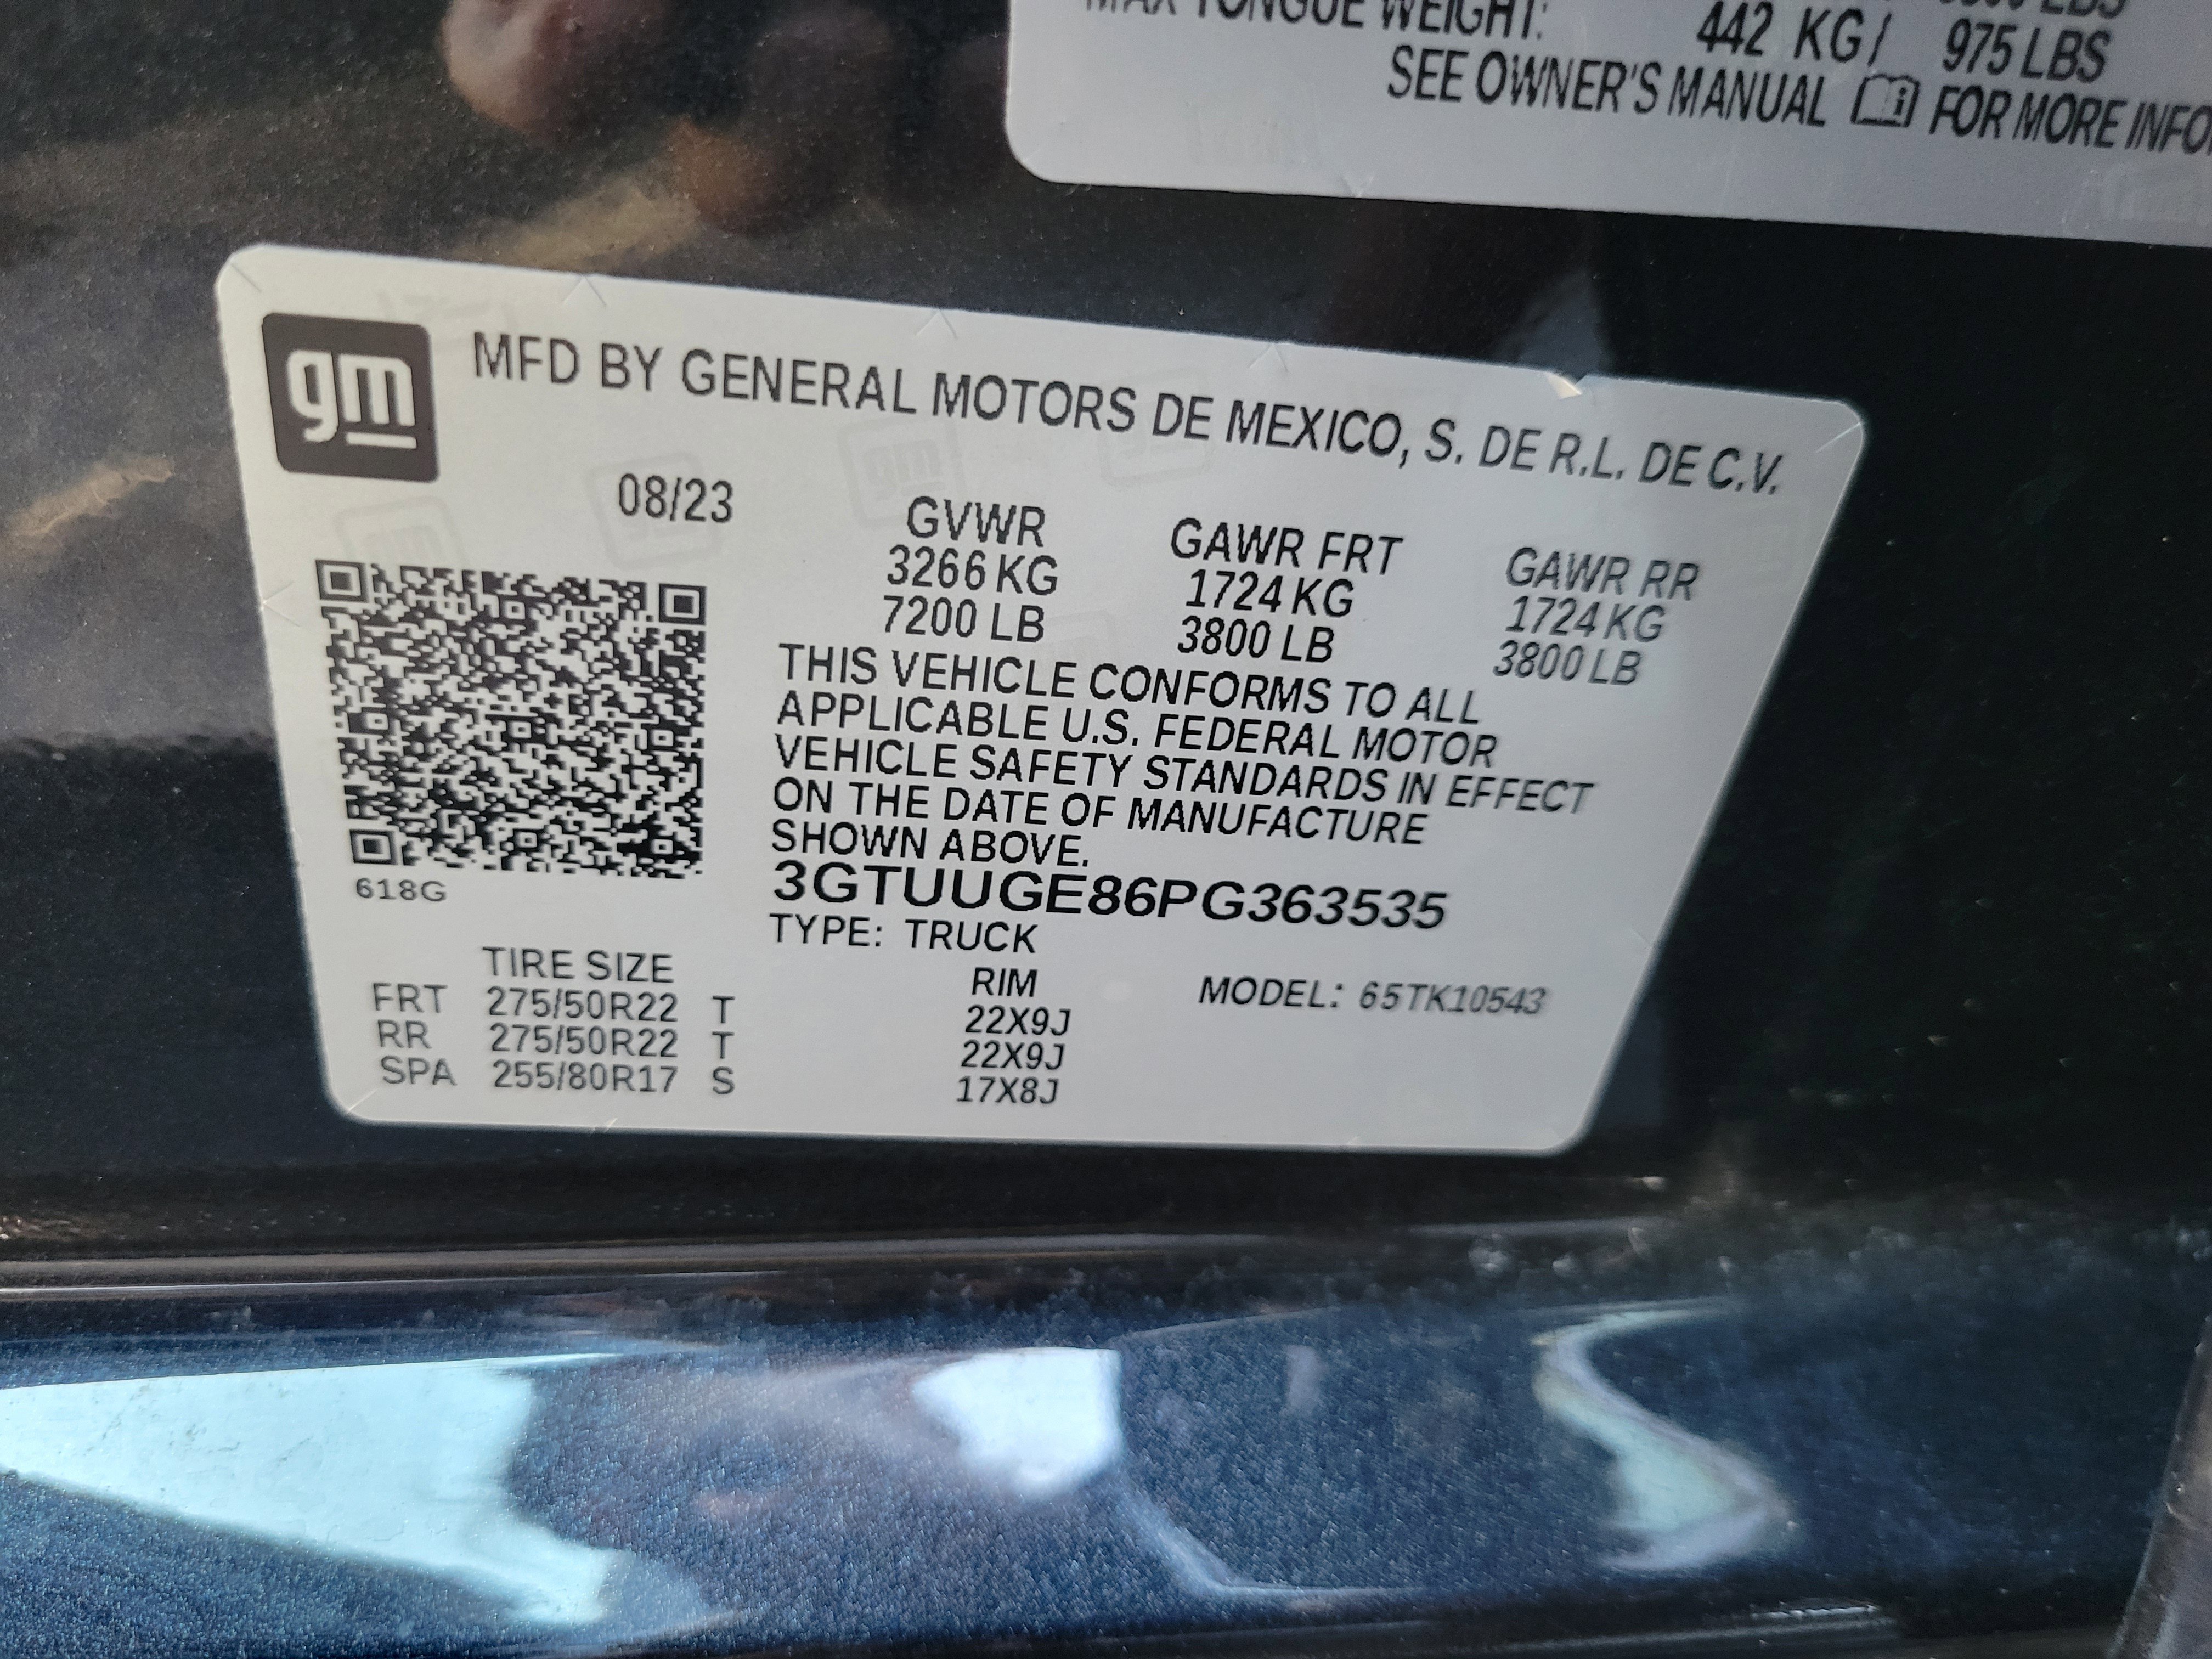 MAX TONGUE WEIGHT: 442 KG / 975 LBS
SEE OWNER'S MANUAL FOR MORE
gm
MFD BY GENERAL MOTORS DE MEXICO, S. DE R.L. DE C.V.
08/23
GVWR GAWR FRT GAWR RR
3266 KG 1724 KG 1724 KG
7200 LB 3800 LB 3800 LB
THIS VEHICLE CONFORMS TO ALL
APPLICABLE U.S. FEDERAL MOTOR
VEHICLE SAFETY STANDARDS IN EFFECT
ON THE DATE OF MANUFACTURE
SHOWN ABOVE.
3GTUUGE86PG363535
618G
TYPE: TRUCK
TIRE SIZE RIM MODEL: 65TK10543
FRT 275/50R22 T 22X9J
RR 275/50R22 T 22X9J
SPA 255/80R17 S 17X8J